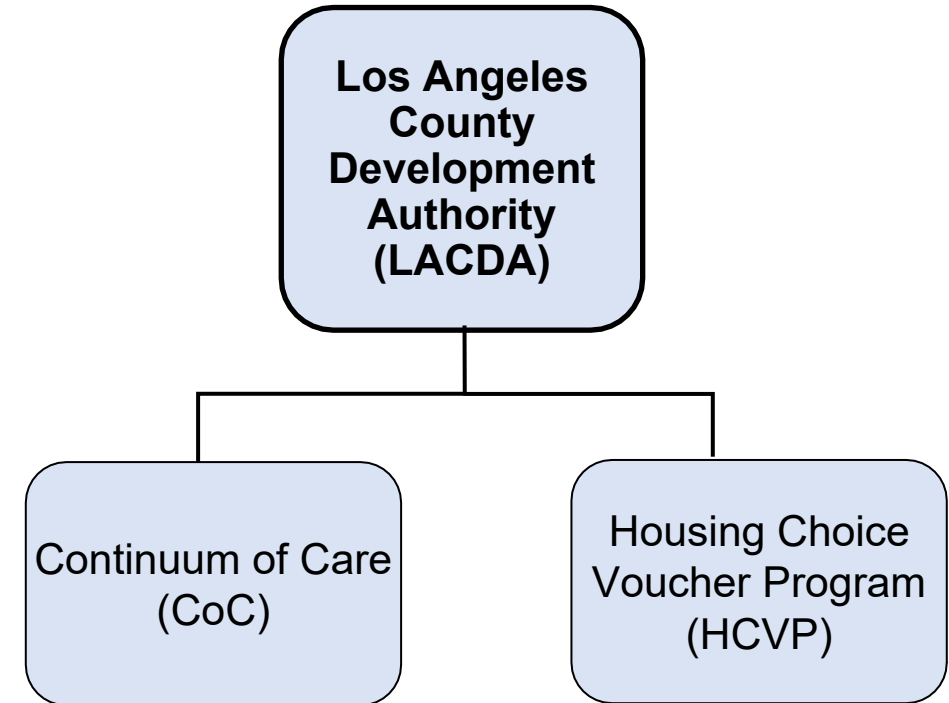 Los Angeles
County
Development
Authority
(LACDA)
Continuum of Care
(CoC)
Housing Choice
Voucher Program
(HCVP)